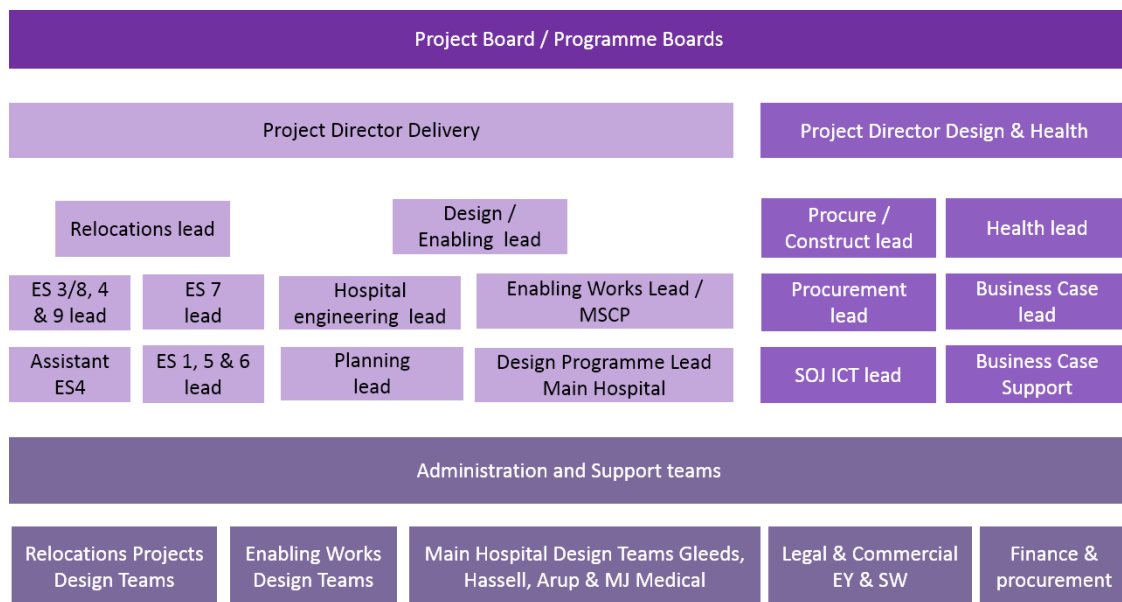 Project Board / Programme Boards
Project Director Delivery
Project Director Design & Health
Relocations lead
Design /
Enabling lead
Procure /
Construct lead
Health lead
ES 3/8, 4
& 9 lead
ES 7
lead
Hospital
engineering lead
Enabling Works Lead /
MSCP
Procurement
lead
Business Case
lead
Assistant
ES4
ES 1, 5 & 6
lead
Planning
lead
Design Programme Lead
Main Hospital
SOJ ICT lead
Business Case
Support
Administration and Support teams
Relocations Projects
Design Teams
Enabling Works
Design Teams
Main Hospital Design Teams Gleeds,
Hassell, Arup & MJ Medical
Legal & Commercial
EY & SW
Finance &
procurement